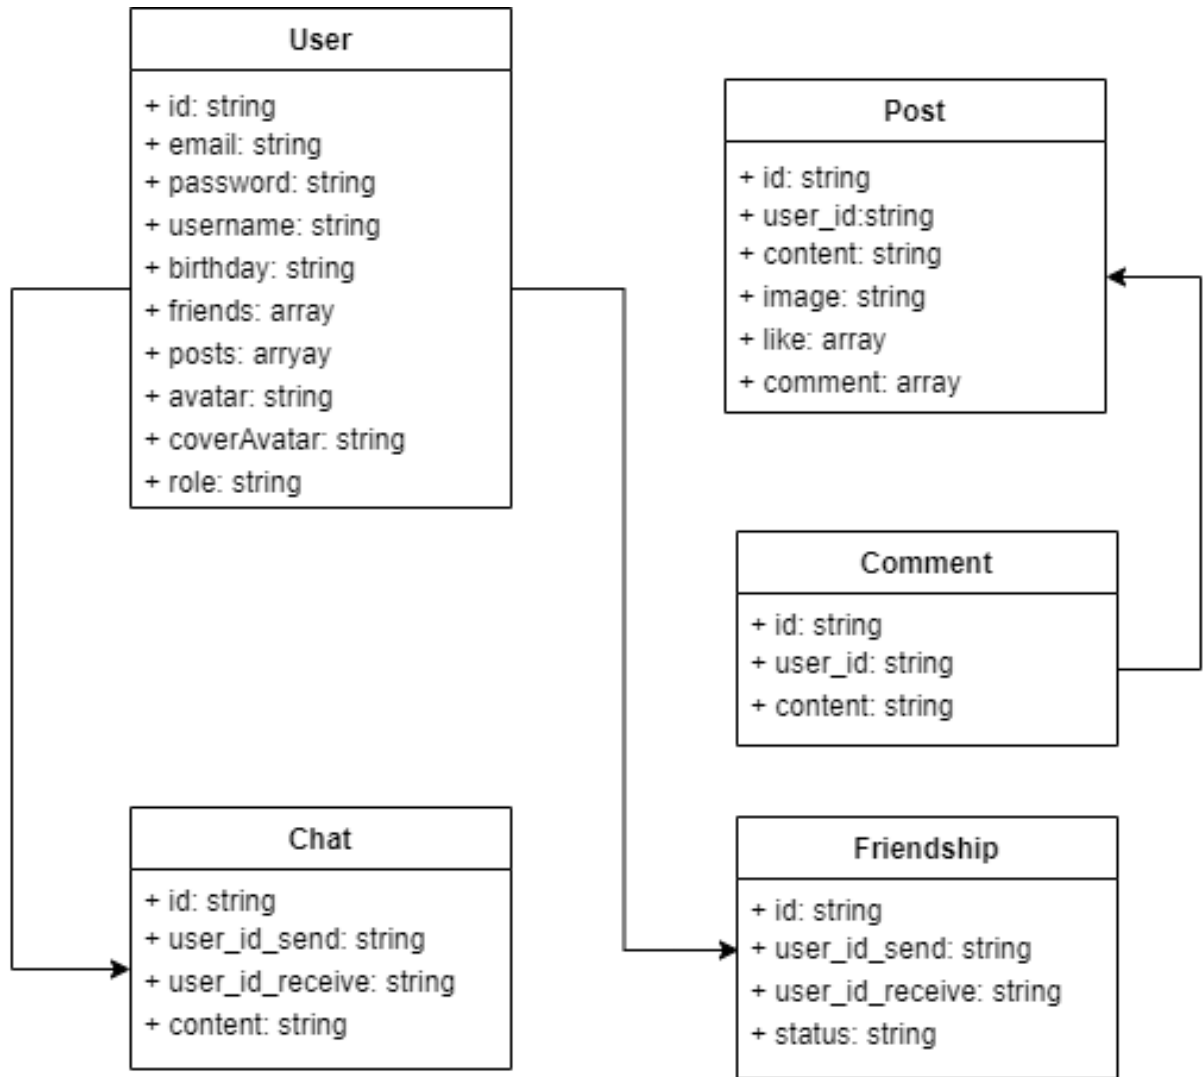 User
+ id: string
+ email: string
+ password: string
+ username: string
+ birthday: string
+ friends: array
+ posts: arryay
+ avatar: string
+ coverAvatar: string
+ role: string
Post
+ id: string
+ user_id:string
+ content: string
+ image: string
+ like: array
+ comment: array
Comment
+ id: string
+ user_id: string
+ content: string
Chat
+ id: string
+ user_id_send: string
+ user_id_receive: string
+ content: string
Friendship
+ id: string
+ user_id_send: string
+ user_id_receive: string
+ status: string